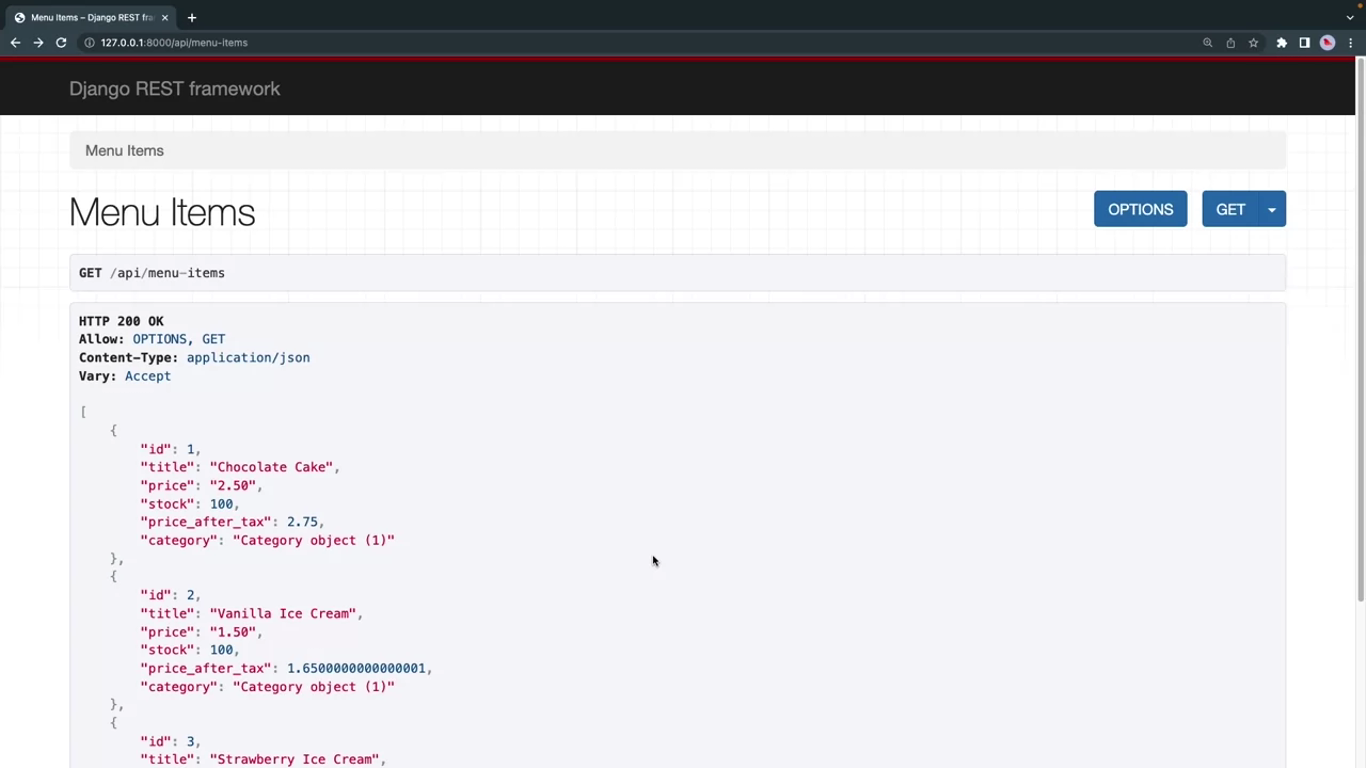 Menu Items – Django REST fra
127.0.0.1:8000/api/menu-items
Django REST framework
Menu Items
Menu Items
OPTIONS
GET
GET /api/menu-items
HTTP 200 OK
Allow: OPTIONS, GET
Content-Type: application/json
Vary: Accept
[
{
"id": 1,
"title": "Chocolate Cake",
"price": "2.50",
"stock": 100,
"price_after_tax": 2.75,
"category": "Category object (1)"
},
{
"id": 2,
"title": "Vanilla Ice Cream",
"price": "1.50",
"stock": 100,
"price_after_tax": 1.6500000000000001,
"category": "Category object (1)"
},
{
"id": 3,
"title": "Strawberry Ice Cream",